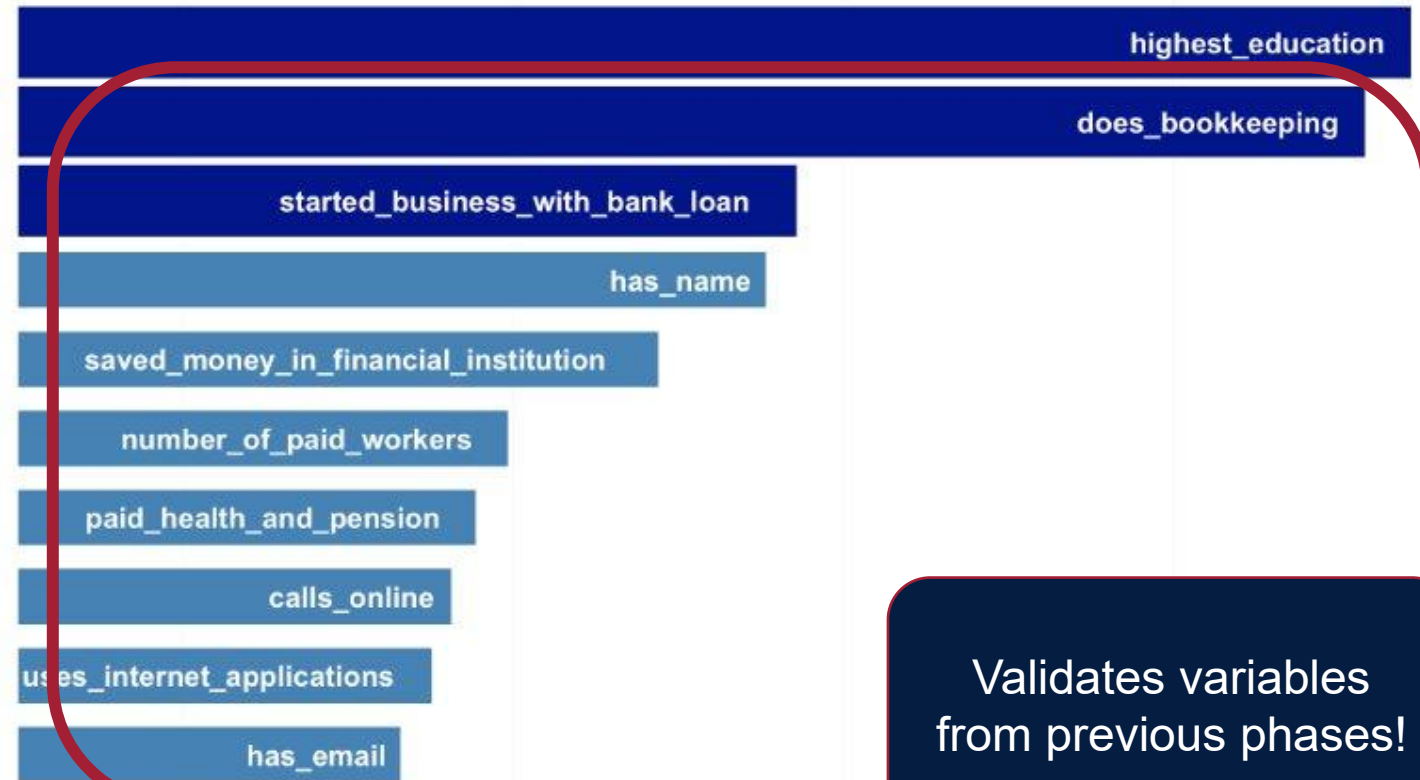 highest_education
does_bookkeeping
started_business_with_bank_loan
has_name
saved_money_in_financial_institution
number_of_paid_workers
paid_health_and_pension
calls_online
uses_internet_applications
has_email
Validates variables
from previous phases!